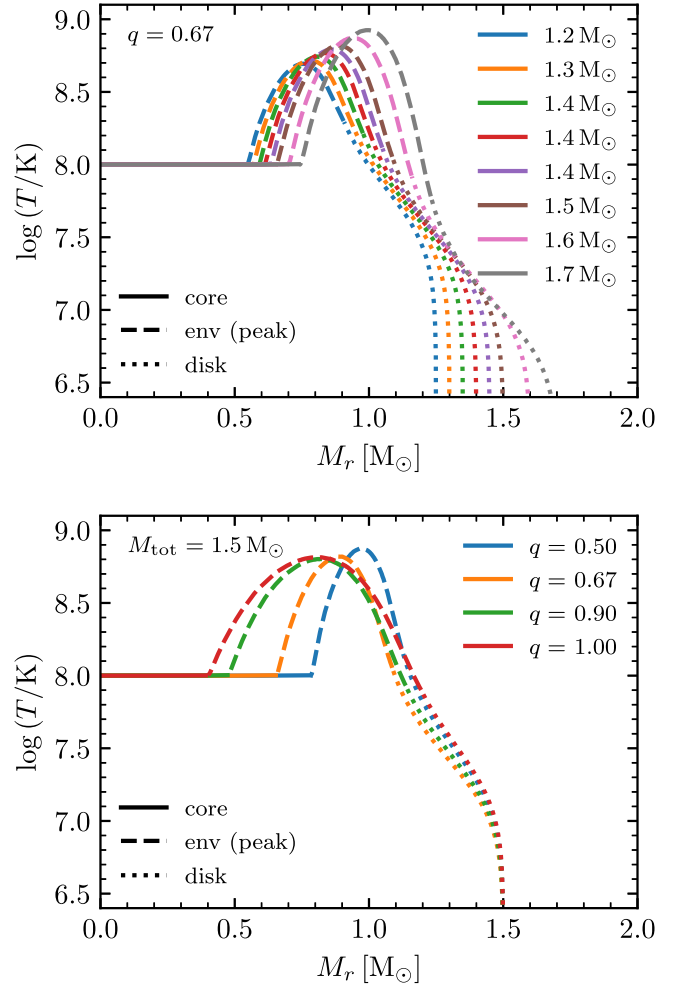 q = 0.67
1.2 M⊙
1.3 M⊙
1.4 M⊙
1.4 M⊙
1.4 M⊙
1.5 M⊙
1.6 M⊙
1.7 M⊙
core
env (peak)
disk
log (T/K)
9.0
8.5
8.0
7.5
7.0
6.5
0.0 0.5 1.0 1.5 2.0
M_r [M⊙]
M_tot = 1.5 M⊙
q = 0.50
q = 0.67
q = 0.90
q = 1.00
core
env (peak)
disk
log (T/K)
9.0
8.5
8.0
7.5
7.0
6.5
0.0 0.5 1.0 1.5 2.0
M_r [M⊙]